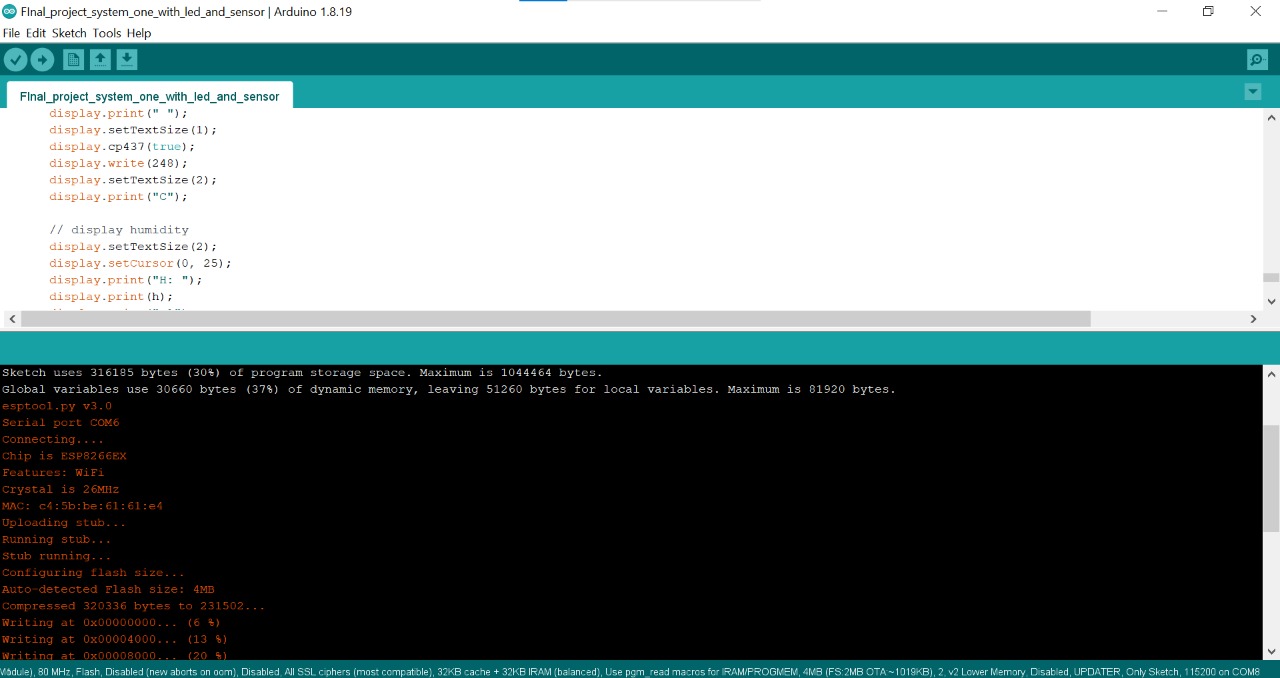 FInal_project_system_one_with_led_and_sensor | Arduino 1.8.19
File Edit Sketch Tools Help
FInal_project_system_one_with_led_and_sensor
display.print(" ");
display.setTextSize(1);
display.cp437(true);
display.write(248);
display.setTextSize(2);
display.print("C");
// display humidity
display.setTextSize(2);
display.setCursor(0, 25);
display.print("H: ");
display.print(h);
Sketch uses 316185 bytes (30%) of program storage space. Maximum is 1044464 bytes.
Global variables use 30660 bytes (37%) of dynamic memory, leaving 51260 bytes for local variables. Maximum is 81920 bytes.
esptool.py v3.0
Serial port COM6
Connecting....
Chip is ESP8266EX
Features: WiFi
Crystal is 26MHz
MAC: c4:5b:be:61:61:e4
Uploading stub...
Running stub...
Stub running...
Configuring flash size...
Auto-detected Flash size: 4MB
Compressed 320336 bytes to 231502...
Writing at 0x00000000... (6 %)
Writing at 0x00004000... (13 %)
Writing at 0x00008000... (20 %)
Module), 80 MHz, Flash, Disabled (new aborts on oom), Disabled, All SSL ciphers (most compatible), 32KB cache + 32KB IRAM (balanced), Use pgm_read macros for IRAM/PROGMEM, 4MB (FS:2MB OTA:~1019KB), 2, v2 Lower Memory, Disabled, UPDATER, Only Sketch, 115200 on COM8